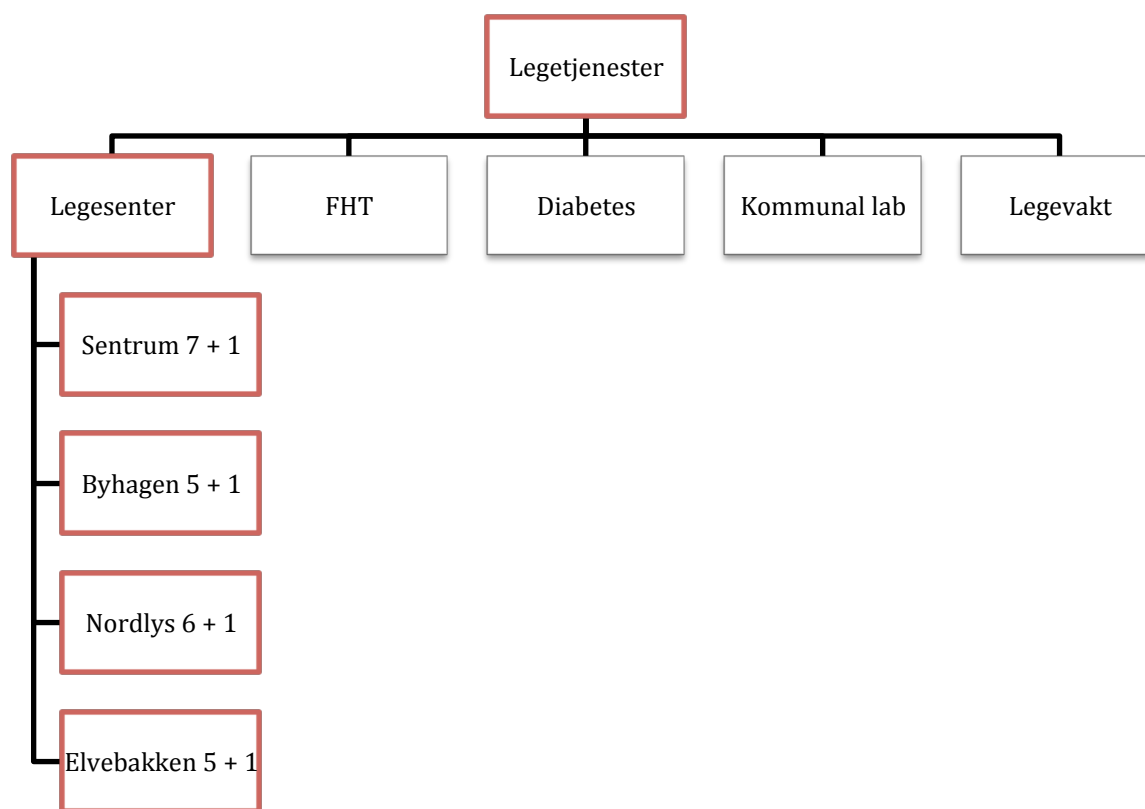 Legetjenester
Legesenter
FHT
Diabetes
Kommunal lab
Legevakt
Sentrum 7 + 1
Byhagen 5 + 1
Nordlys 6 + 1
Elvebakken 5 + 1